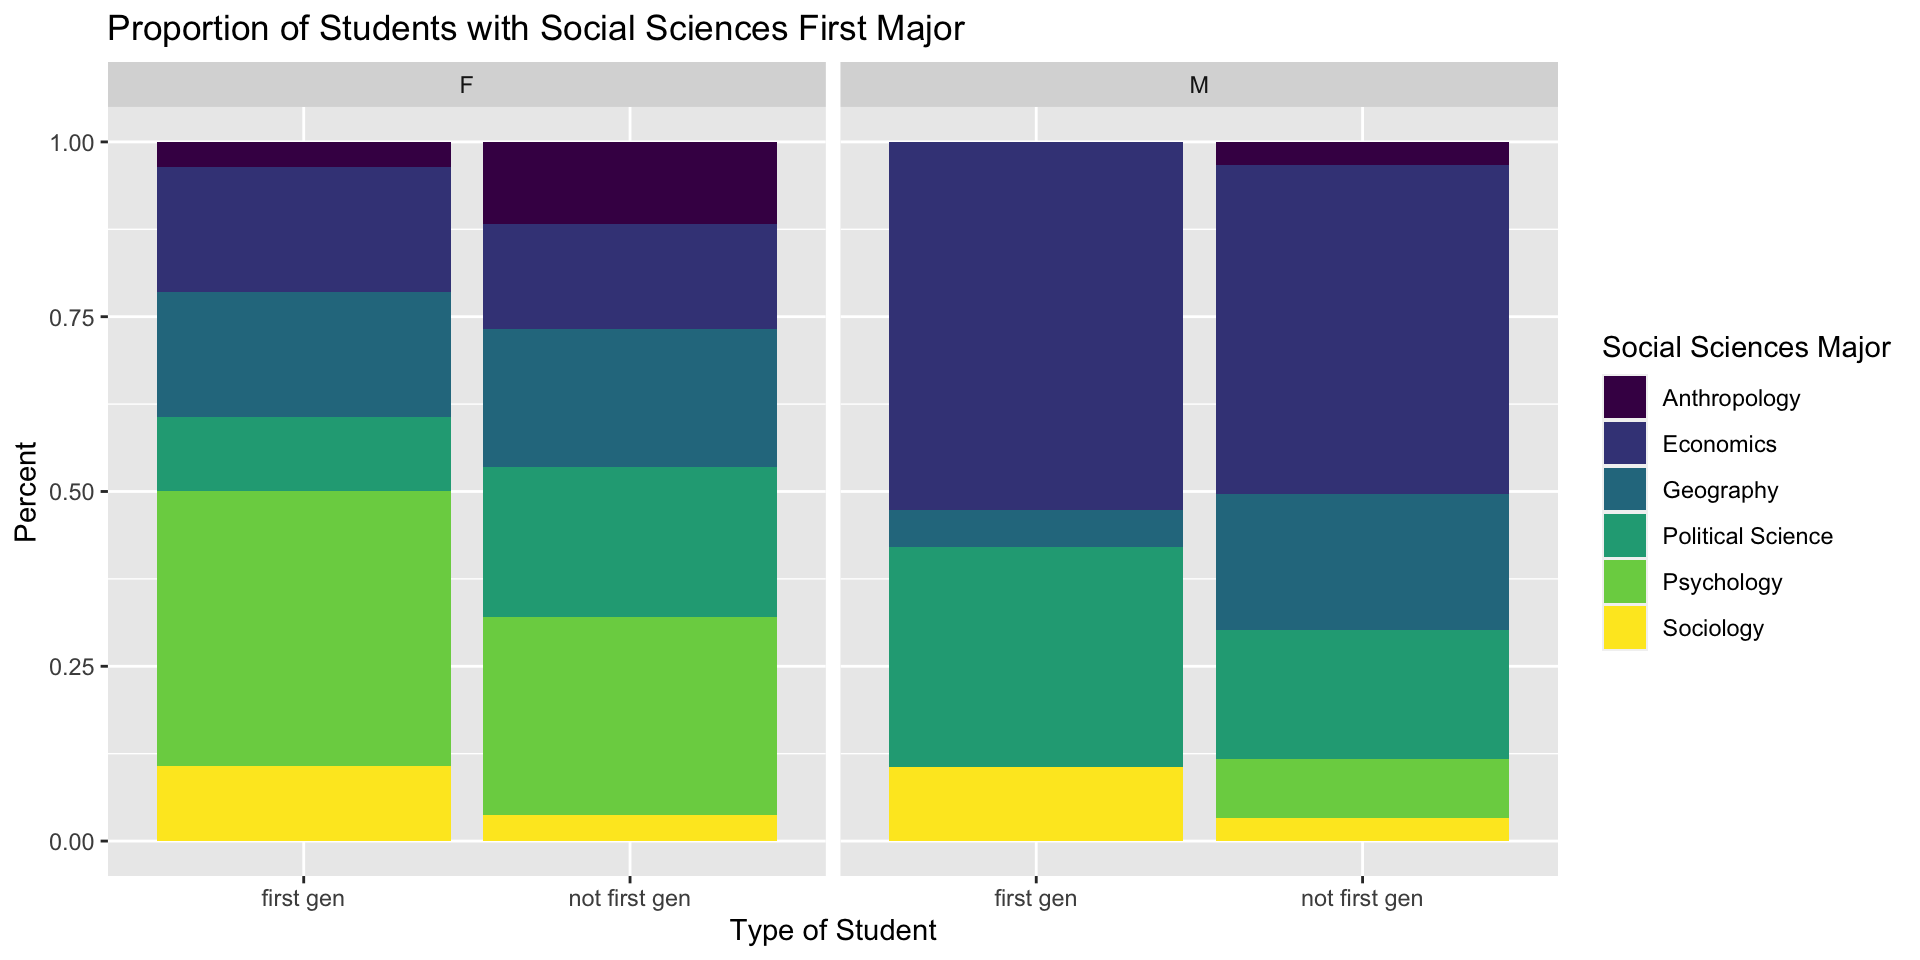 Proportion of Students with Social Sciences First Major
F
M
Percent
1.00
0.75
0.50
0.25
0.00
first gen
not first gen
first gen
not first gen
Type of Student
Social Sciences Major
Anthropology
Economics
Geography
Political Science
Psychology
Sociology